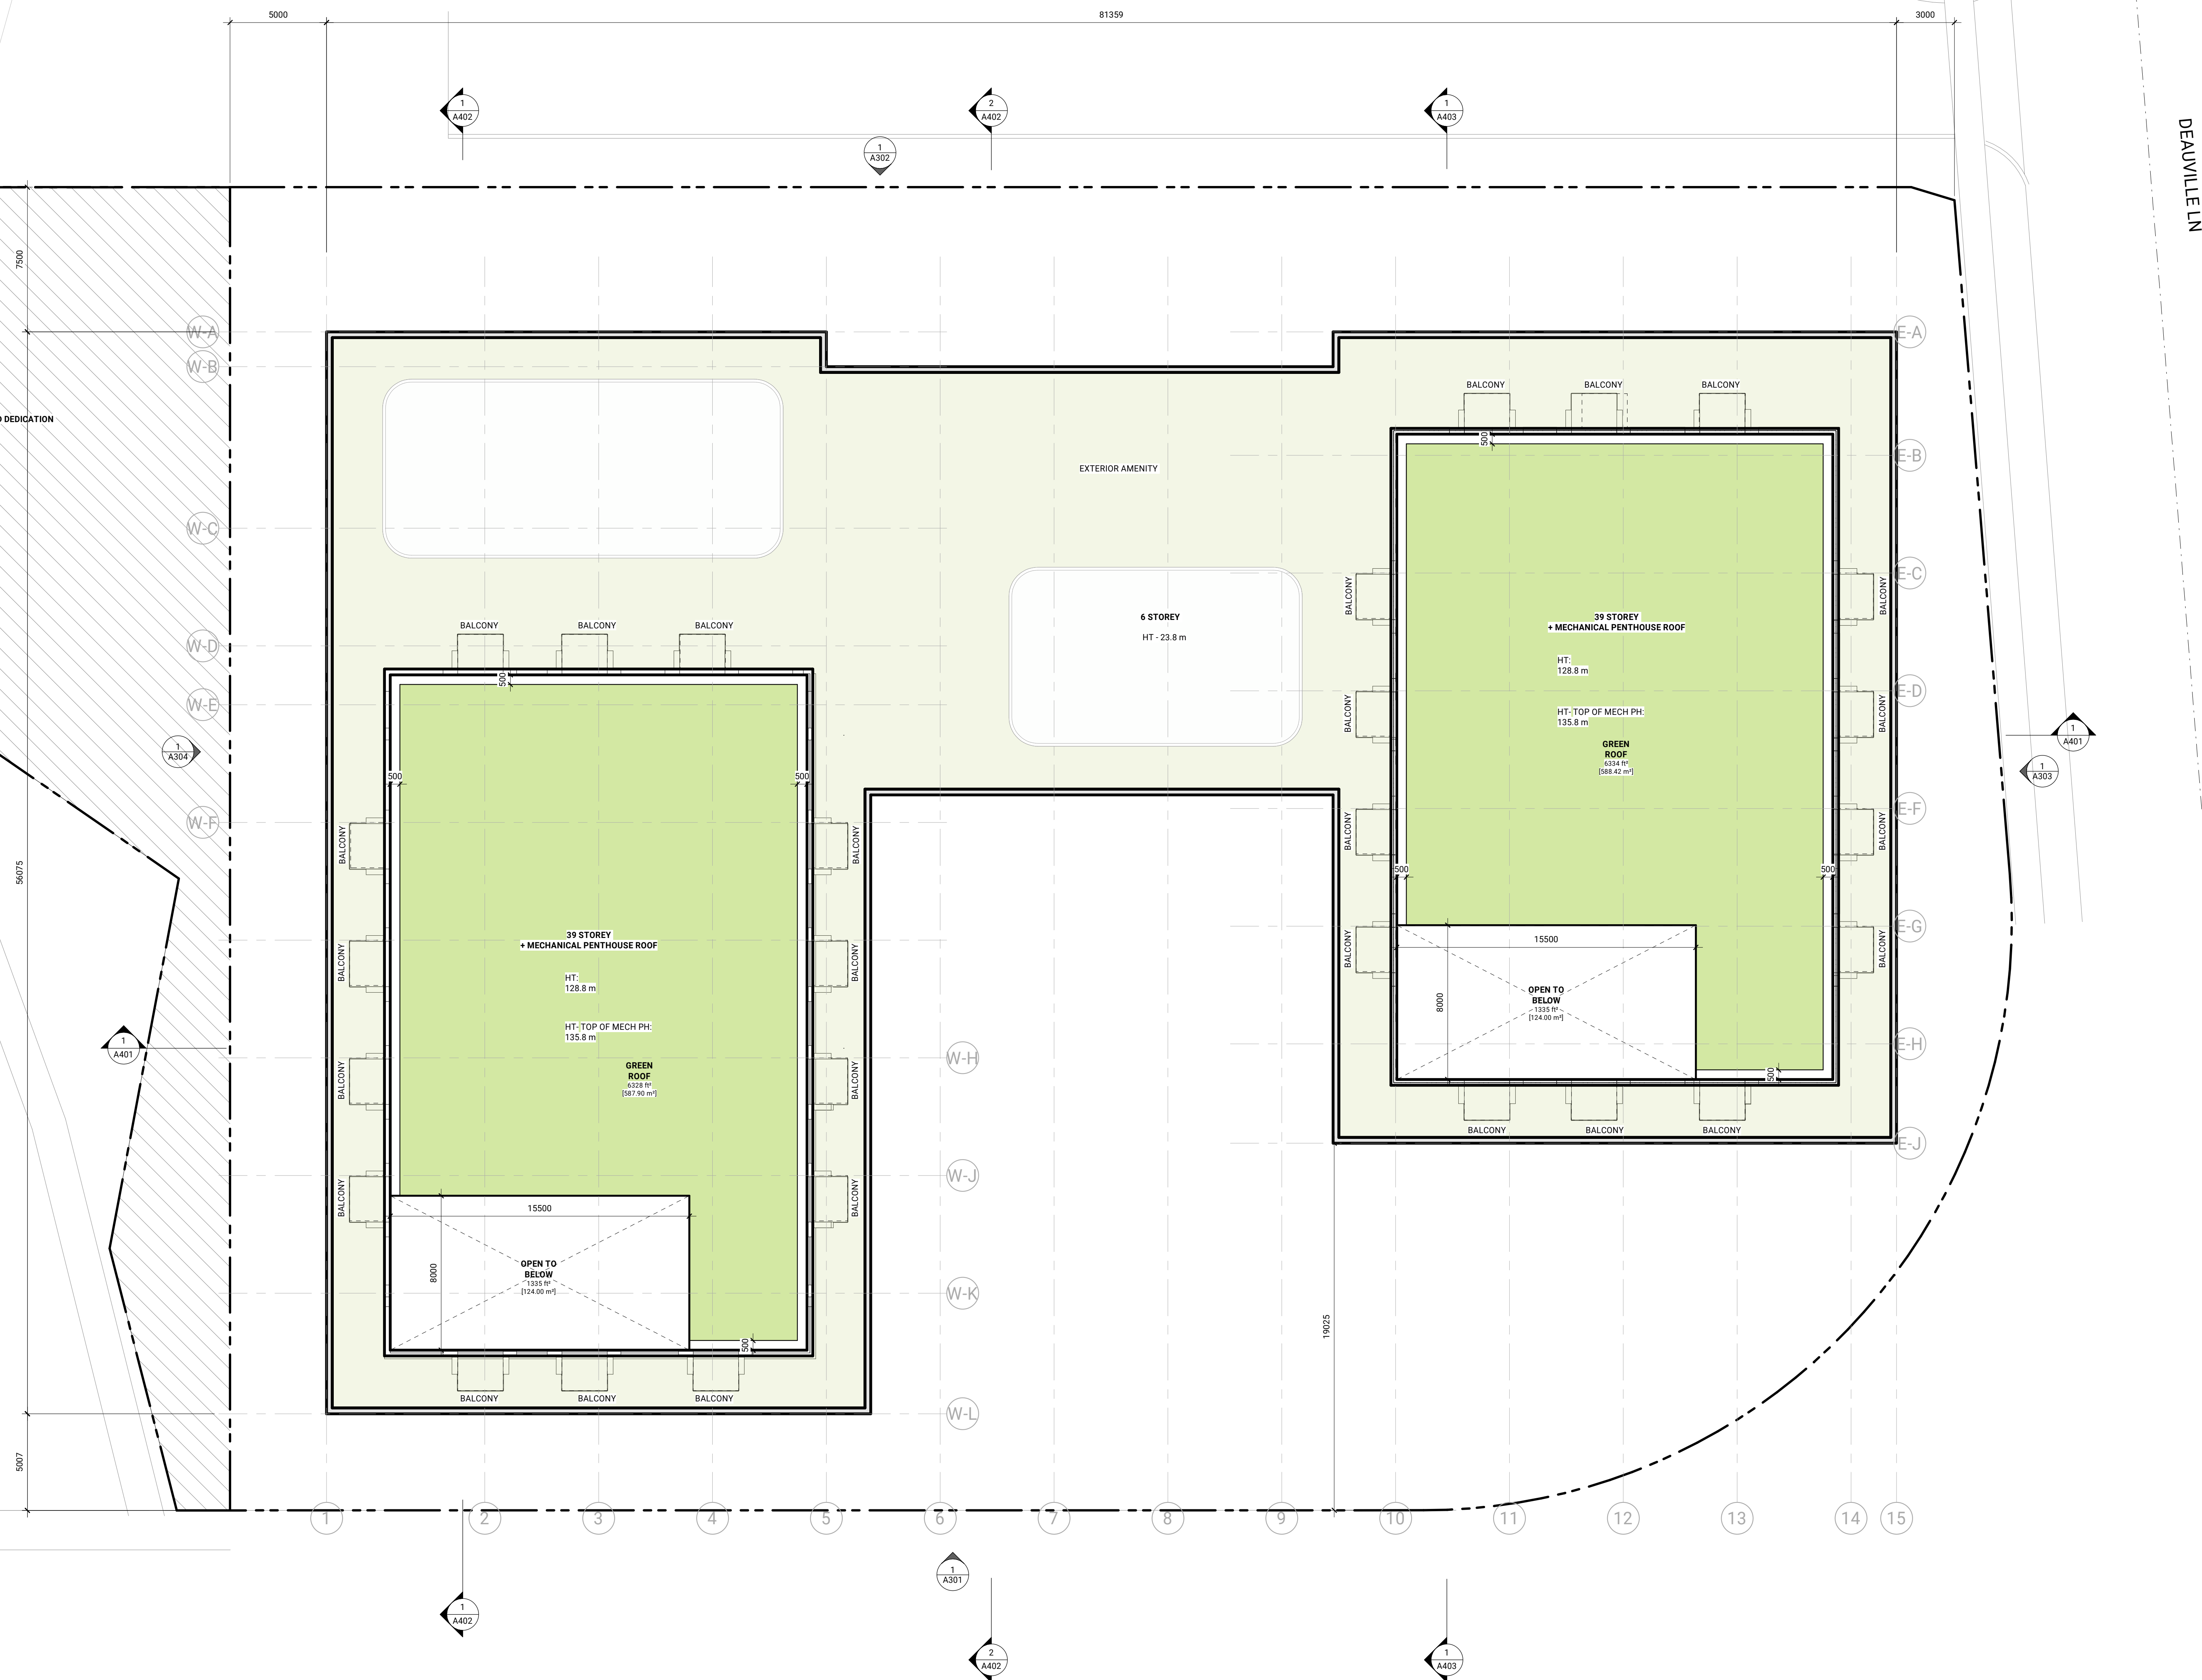 5000
81359
3000
1
A402
2
A402
1
A403
1
A302
DEAUVILLE LN
7500
W-A
W-B
W-C
W-D
W-E
W-F
E-A
E-B
E-C
E-D
E-F
E-G
E-H
E-J
DEDICATION
BALCONY
BALCONY
BALCONY
500
EXTERIOR AMENITY
BALCONY
BALCONY
BALCONY
BALCONY
BALCONY
BALCONY
BALCONY
BALCONY
6 STOREY
HT - 23.8 m
39 STOREY
+ MECHANICAL PENTHOUSE ROOF
HT:
128.8 m
HT- TOP OF MECH PH:
135.8 m
GREEN
ROOF
6334 ft²
[588.42 m²]
500
500
15500
8000
OPEN TO
BELOW
1335 ft²
[124.00 m²]
500
BALCONY
BALCONY
BALCONY
1
A401
1
A303
1
A304
BALCONY
BALCONY
BALCONY
500
500
500
56075
BALCONY
BALCONY
BALCONY
BALCONY
BALCONY
BALCONY
BALCONY
BALCONY
39 STOREY
+ MECHANICAL PENTHOUSE ROOF
HT:
128.8 m
HT- TOP OF MECH PH:
135.8 m
GREEN
ROOF
6328 ft²
[587.90 m²]
1
A401
W-H
W-J
W-K
W-L
15500
8000
OPEN TO
BELOW
1335 ft²
[124.00 m²]
500
BALCONY
BALCONY
BALCONY
19025
5007
1
2
3
4
5
6
7
8
9
10
11
12
13
14
15
1
A301
1
A402
2
A402
1
A403